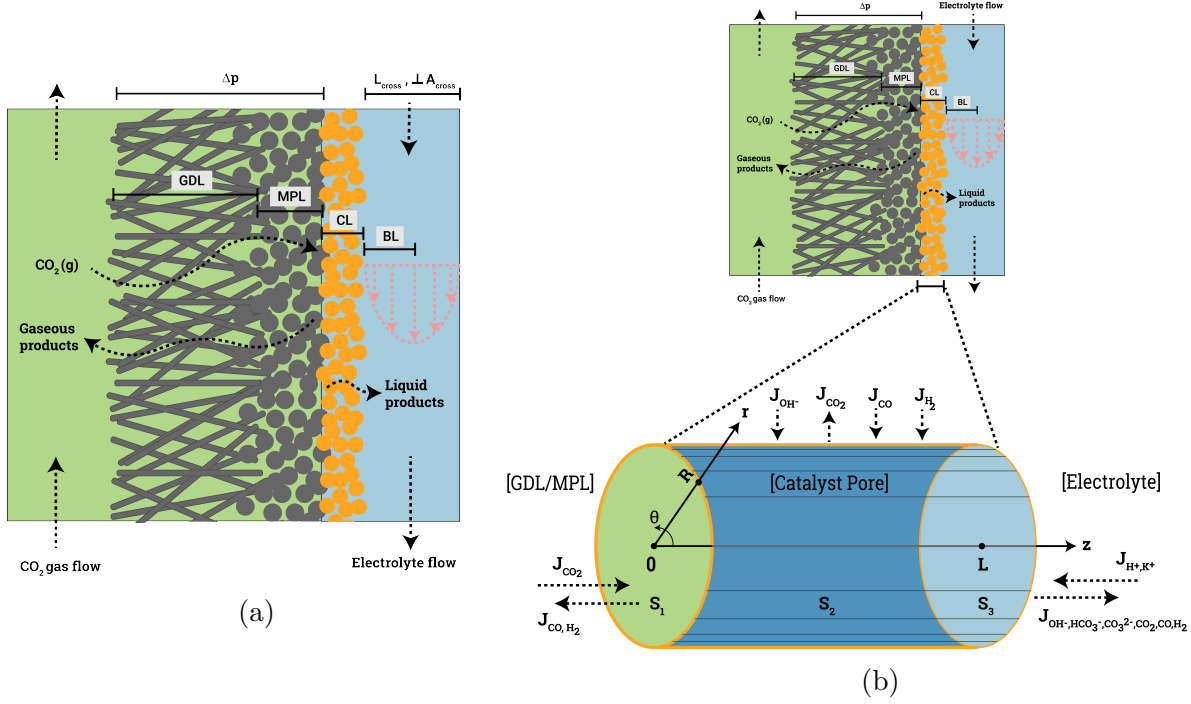 Δp
L_cross , ⊥ A_cross
GDL
MPL
CL
BL
CO₂(g)
Gaseous
products
Liquid
products
CO₂ gas flow
Electrolyte flow
(a)
Electrolyte flow
Δp
GDL
MPL
CL
BL
CO₂(g)
Gaseous
products
Liquid
products
CO₂ gas flow
J_OH⁻
J_CO₂
J_CO
J_H₂
r
R
θ
[GDL/MPL]
[Catalyst Pore]
[Electrolyte]
0
L
z
J_CO₂
J_CO, H₂
S₁
S₂
S₃
J_H+,K+
J_OH⁻,HCO₃⁻,CO₃²⁻,CO₂,CO,H₂
(b)